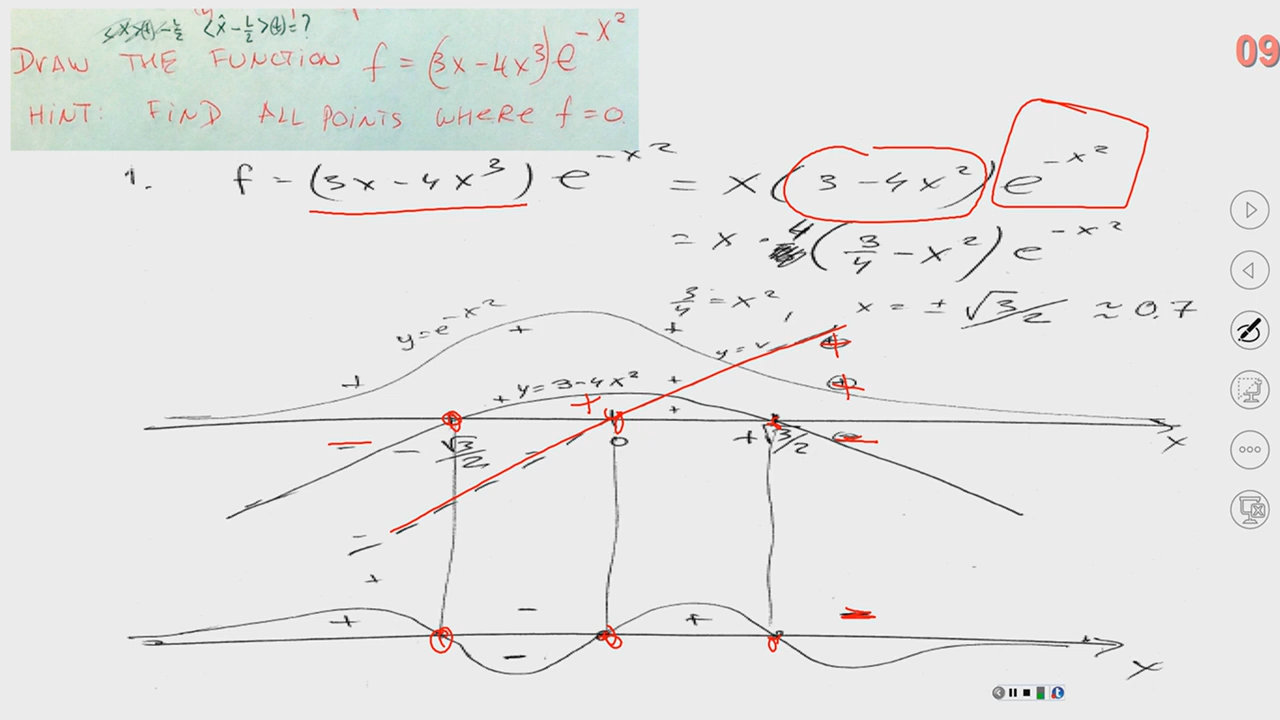 <x̂>(t) - L/2 <x̂ - L/2>(t) = ?
DRAW THE FUNCTION f = (3x - 4x³) e^{-x²}
HINT: FIND ALL POINTS WHERE f = 0.
09
1. f = (3x - 4x³) e^{-x²} = x (3 - 4x²) e^{-x²}
= x · 4 (3/4 - x²) e^{-x²}
3/4 = x², x = ± √3/2 ≈ 0.7
y = e^{-x²} + + y = x +
+ + y = 3 - 4x² + + +
- - √3/2 0 + √3/2 - x
- - - -
+
+ - + -
- x